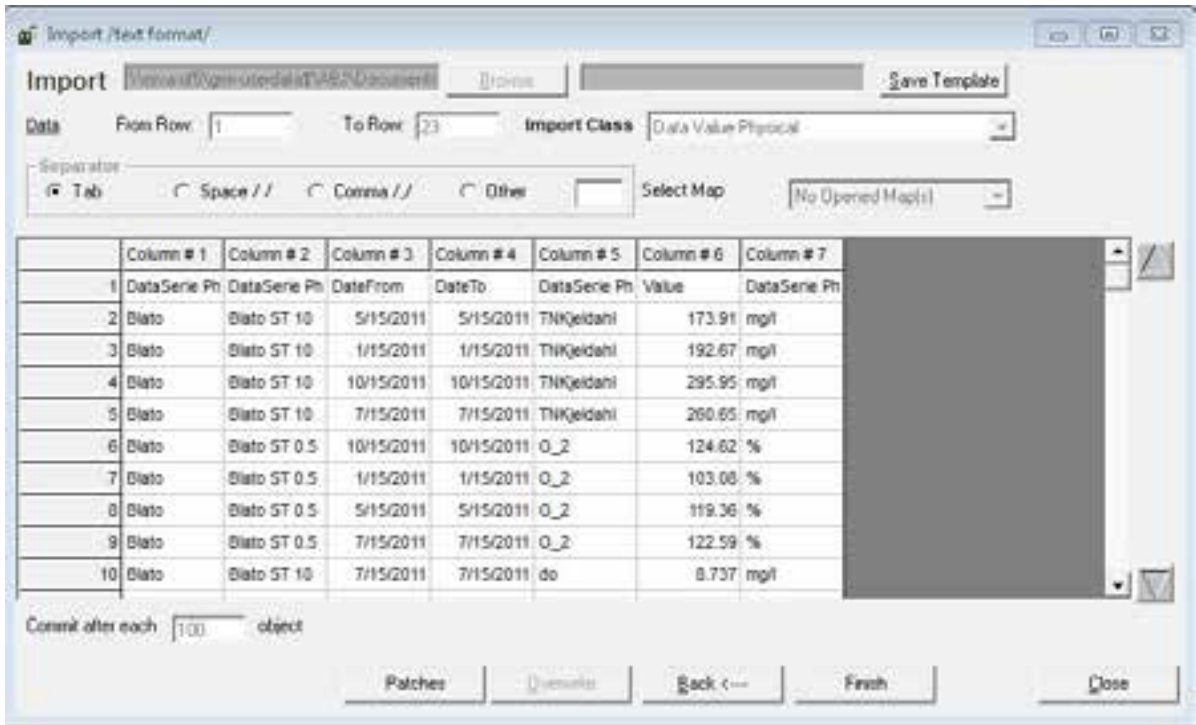 Import /text format/
Import Browse Save Template
Data From Row: 1 To Row: 23 Import Class Data Value Physical
Separator
Tab Space / / Comma /,/ Other Select Map (No Opened Map(s)
Column # 1 Column # 2 Column # 3 Column # 4 Column # 5 Column # 6 Column # 7
1 DataSerie Ph DataSerie Ph DateFrom DateTo DataSerie Ph Value DataSerie Ph
2 Blato Blato ST 10 5/15/2011 5/15/2011 TNKjeldahl 173.91 mg/l
3 Blato Blato ST 10 1/15/2011 1/15/2011 TNKjeldahl 192.67 mg/l
4 Blato Blato ST 10 10/15/2011 10/15/2011 TNKjeldahl 295.95 mg/l
5 Blato Blato ST 10 7/15/2011 7/15/2011 TNKjeldahl 260.65 mg/l
6 Blato Blato ST 0.5 10/15/2011 10/15/2011 O_2 124.62 %
7 Blato Blato ST 0.5 1/15/2011 1/15/2011 O_2 103.08 %
8 Blato Blato ST 0.5 5/15/2011 5/15/2011 O_2 119.36 %
9 Blato Blato ST 0.5 7/15/2011 7/15/2011 O_2 122.59 %
10 Blato Blato ST 10 7/15/2011 7/15/2011 do 8.737 mg/l
Commit after each 100 object
Patches Overwrite Back <--- Finish Close